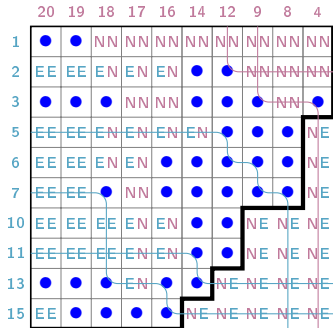 20 19 18 17 16 14 12 9 8 4
1 NN NN NN NN NN NN NN NN
2 EE EE EN EN EN NN NN NN
3 NN NN NN
5 EE EE EE EN EN EN NE
6 EE EE EN EN NE
7 EE EE NN NE
10 EE EE EE EN EN NE NE NE
11 EE EE EE EN EN NE NE NE
13 EN NE NE NE NE
15 EE NE NE NE NE NE